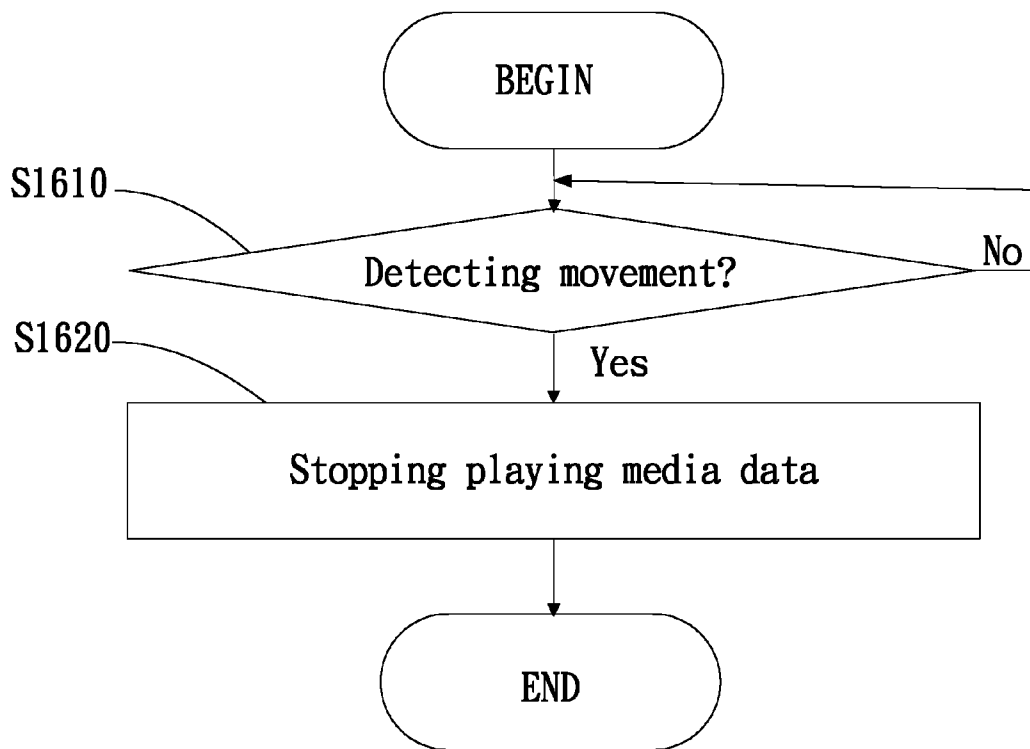 BEGIN
S1610
Detecting movement?
No
S1620
Yes
Stopping playing media data
END